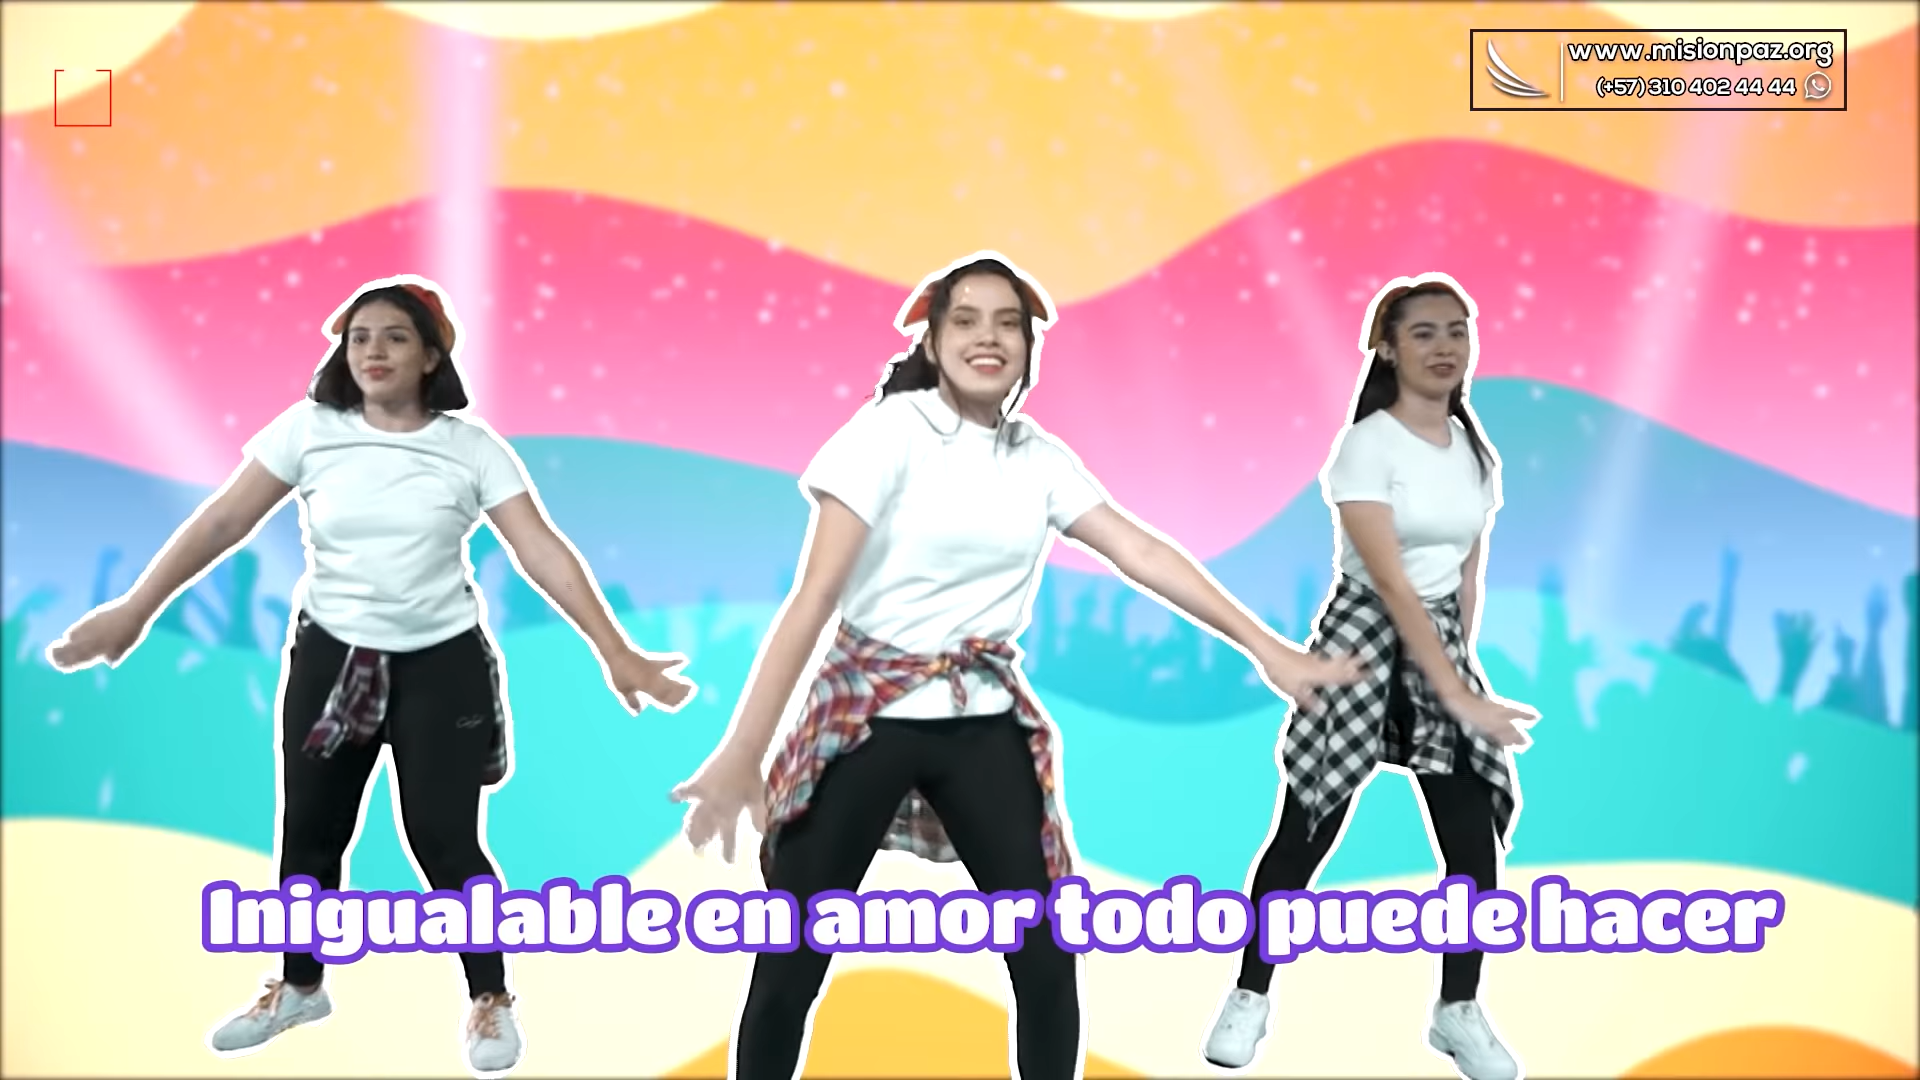 www.misionpaz.org
(+57) 310 402 44 44
Inigualable en amor todo puede hacer